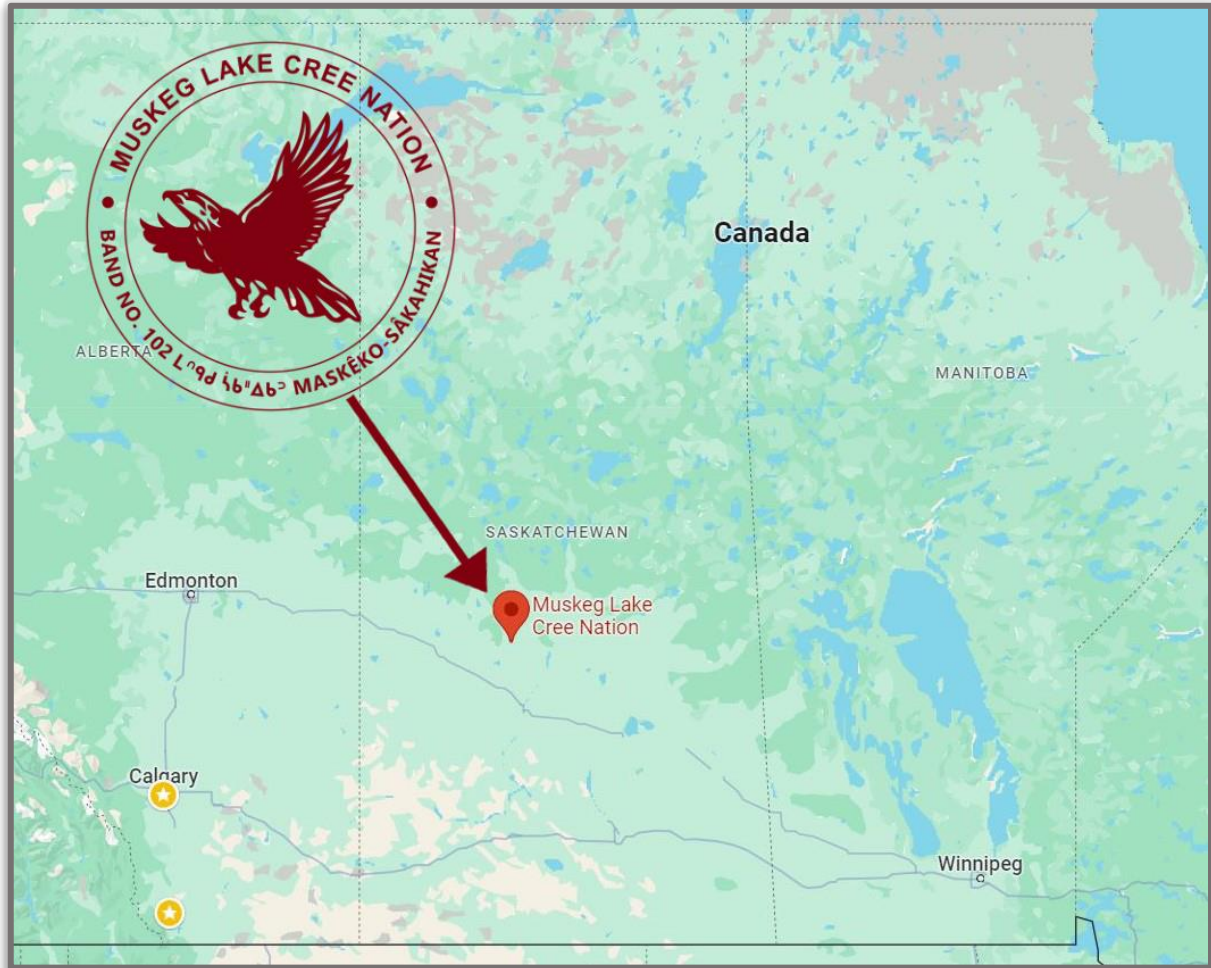 MUSKEG LAKE CREE NATION
BAND NO. 102 ᒪᐢᑫᑯ ᓵᑲᐦᐃᑲᐣ MASKÊKO-SÂKAHIKAN
Canada
ALBERTA
MANITOBA
SASKATCHEWAN
Edmonton
Muskeg Lake
Cree Nation
Calgary
Winnipeg